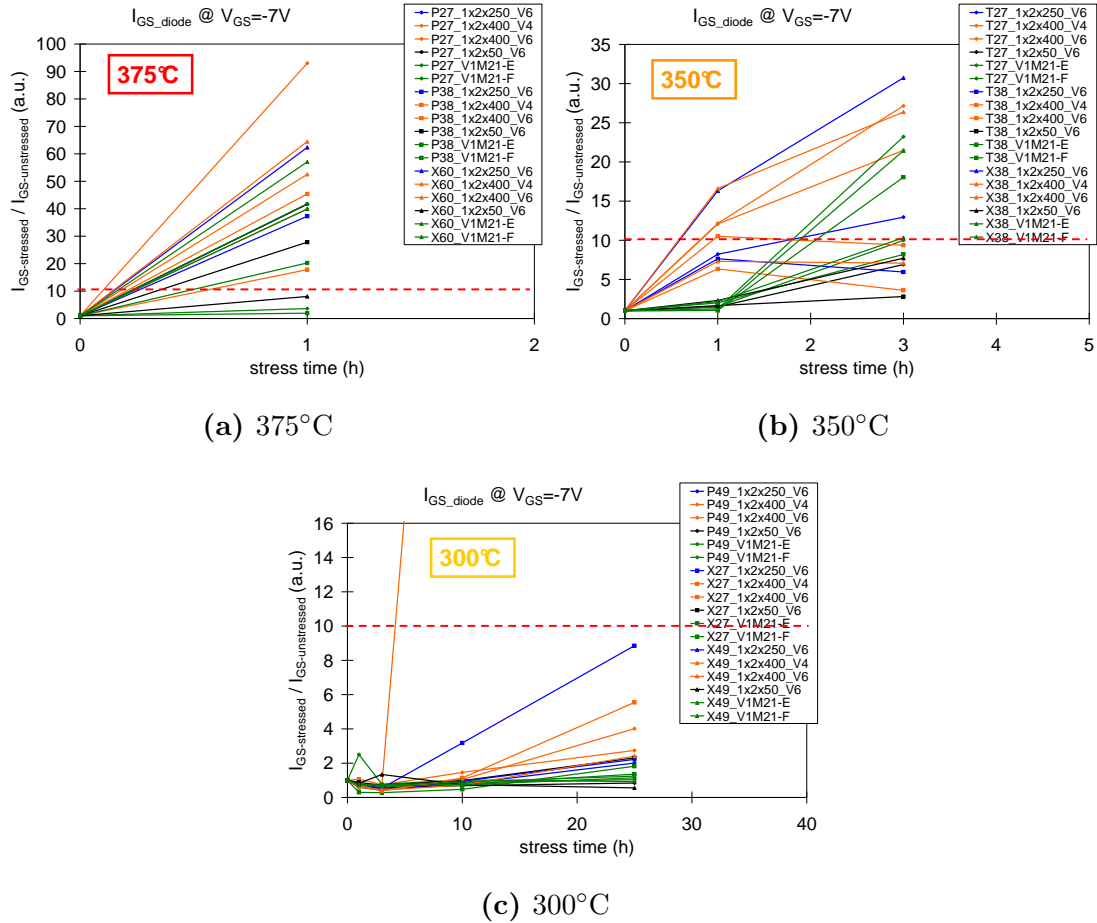 I_GS_diode @ V_GS=-7V
100
90
80
70
60
50
40
30
20
10
0
0
1
2
stress time (h)
I_GS-stressed / I_GS-unstressed (a.u.)
375°C
P27_1x2x250_V6
P27_1x2x400_V4
P27_1x2x400_V6
P27_1x2x50_V6
P27_V1M21-E
P27_V1M21-F
P38_1x2x250_V6
P38_1x2x400_V4
P38_1x2x400_V6
P38_1x2x50_V6
P38_V1M21-E
P38_V1M21-F
X60_1x2x250_V6
X60_1x2x400_V4
X60_1x2x400_V6
X60_1x2x50_V6
X60_V1M21-E
X60_V1M21-F
(a) 375°C
I_GS_diode @ V_GS=-7V
35
30
25
20
15
10
5
0
0
1
2
3
4
5
stress time (h)
I_GS-stressed / I_GS-unstressed (a.u.)
350°C
T27_1x2x250_V6
T27_1x2x400_V4
T27_1x2x400_V6
T27_1x2x50_V6
T27_V1M21-E
T27_V1M21-F
T38_1x2x250_V6
T38_1x2x400_V4
T38_1x2x400_V6
T38_1x2x50_V6
T38_V1M21-E
T38_V1M21-F
X38_1x2x250_V6
X38_1x2x400_V4
X38_1x2x400_V6
X38_1x2x50_V6
X38_V1M21-E
X38_V1M21-F
(b) 350°C
I_GS_diode @ V_GS=-7V
16
14
12
10
8
6
4
2
0
0
10
20
30
40
stress time (h)
I_GS-stressed / I_GS-unstressed (a.u.)
300°C
P49_1x2x250_V6
P49_1x2x400_V4
P49_1x2x400_V6
P49_1x2x50_V6
P49_V1M21-E
P49_V1M21-F
X27_1x2x250_V6
X27_1x2x400_V4
X27_1x2x400_V6
X27_1x2x50_V6
X27_V1M21-E
X27_V1M21-F
X49_1x2x250_V6
X49_1x2x400_V4
X49_1x2x400_V6
X49_1x2x50_V6
X49_V1M21-E
X49_V1M21-F
(c) 300°C